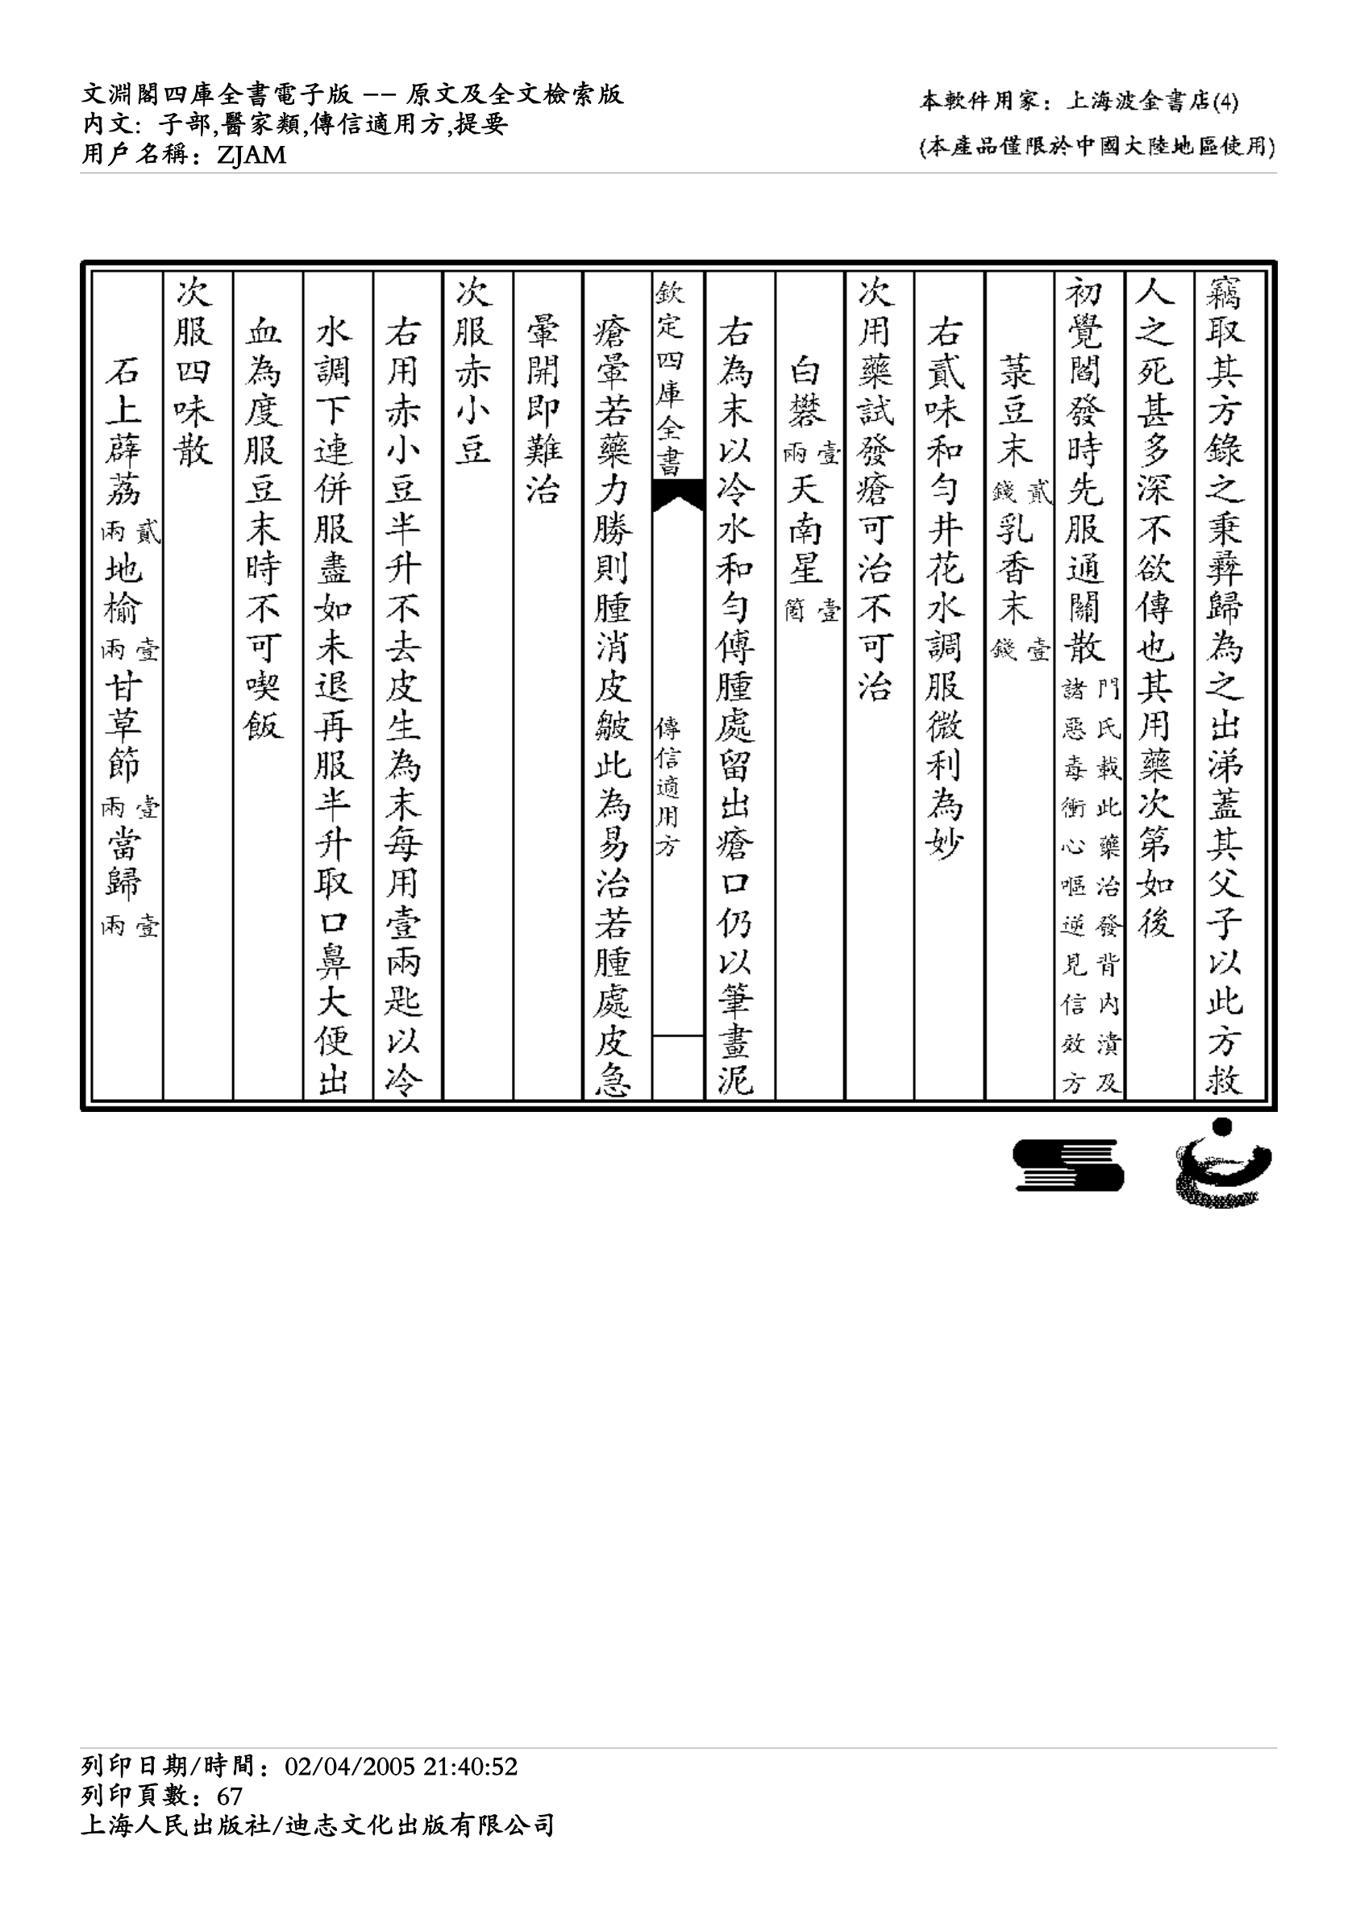 文淵閣四庫全書電子版 -- 原文及全文檢索版
內文: 子部,醫家類,傳信適用方,提要
用戶名稱: ZJAM
本軟件用家: 上海波金書店(4)
(本產品僅限於中國大陸地區使用)
竊取其方錄之秉彝歸為之出涕蓋其父子以此方救
人之死甚多深不欲傳也其用藥次第如後
初覺閤發時先服通關散門氏載此藥治發背內潰及諸惡毒衝心嘔逆見信效方
菉豆末貳錢乳香末壹錢
右貳味和勻井花水調服微利為妙
次用藥試發瘡可治不可治
白礬壹兩天南星壹箇
右為末以冷水和勻傅腫處留出瘡口仍以筆畫泥
欽定四庫全書
傳信適用方
瘡暈若藥力勝則腫消皮皺此為易治若腫處皮急
暈開即難治
次服赤小豆
右用赤小豆半升不去皮生為末每用壹兩匙以冷
水調下連併服盡如未退再服半升取口鼻大便出
血為度服豆末時不可喫飯
次服四味散
石上薜荔貳兩地榆壹兩甘草節壹兩當歸壹兩
列印日期/時間: 02/04/2005 21:40:52
列印頁數: 67
上海人民出版社/迪志文化出版有限公司